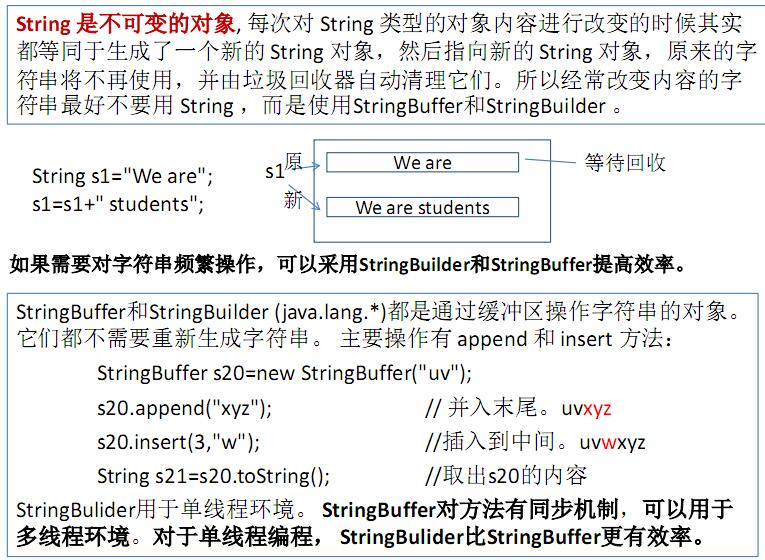 String 是不可变的对象, 每次对 String 类型的对象内容进行改变的时候其实
都等同于生成了一个新的 String 对象，然后指向新的 String 对象，原来的字
符串将不再使用，并由垃圾回收器自动清理它们。所以经常改变内容的字
符串最好不要用 String ，而是使用StringBuffer和StringBuilder 。
String s1="We are";
s1=s1+" students";
s1
原
新
We are
We are students
等待回收
如果需要对字符串频繁操作，可以采用StringBuilder和StringBuffer提高效率。
StringBuffer和StringBuilder (java.lang.*)都是通过缓冲区操作字符串的对象。
它们都不需要重新生成字符串。 主要操作有 append 和 insert 方法：
StringBuffer s20=new StringBuffer("uv");
s20.append("xyz"); // 并入末尾。uvxyz
s20.insert(3,"w"); //插入到中间。uvwxyz
String s21=s20.toString(); //取出s20的内容
StringBulider用于单线程环境。 StringBuffer对方法有同步机制，可以用于
多线程环境。对于单线程编程， StringBulider比StringBuffer更有效率。